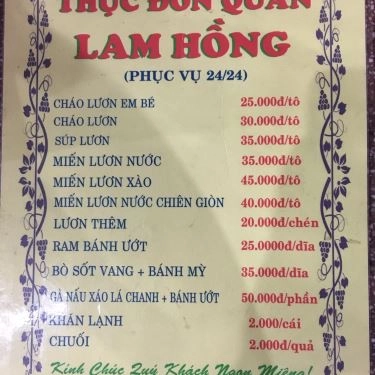 THỰC ĐƠN QUÁN
LAM HỒNG
(PHỤC VỤ 24/24)
CHÁO LƯƠN EM BÉ 25.000đ/tô
CHÁO LƯƠN 30.000đ/tô
SÚP LƯƠN 35.000đ/tô
MIẾN LƯƠN NƯỚC 35.000đ/tô
MIẾN LƯƠN XÀO 45.000đ/tô
MIẾN LƯƠN NƯỚC CHIÊN GIÒN 40.000đ/tô
LƯƠN THÊM 20.000đ/chén
RAM BÁNH ƯỚT 25.0000đ/dĩa
BÒ SỐT VANG + BÁNH MỲ 35.000đ/dĩa
GÀ NẤU XÁO LÁ CHANH + BÁNH ƯỚT 50.000đ/phần
KHĂN LẠNH 2.000/cái
CHUỐI 2.000đ/quả
Kính Chúc Quý Khách Ngon Miệng!